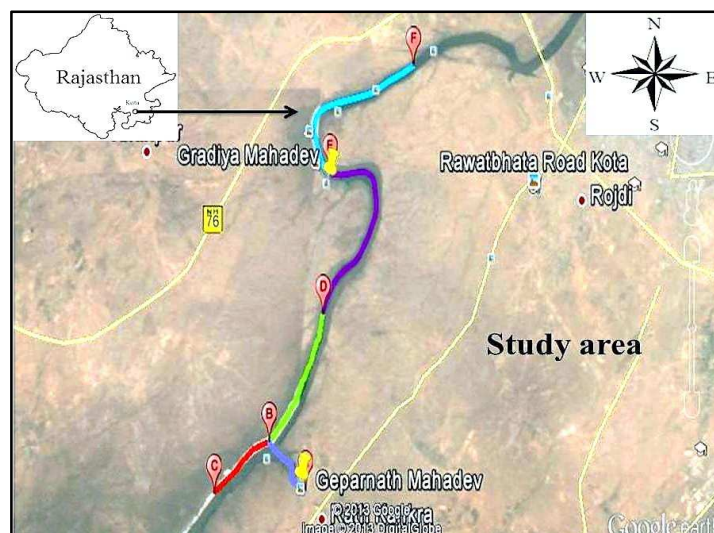 Rajasthan
Kota
N
W E
S
F
Gradiya Mahadev
E
NH
76
Rawatbhata Road Kota
Rojdi
D
Study area
B
C
Geparnath Mahadev
© 2013 Google
Image © 2013 DigitalGlobe
Google earth